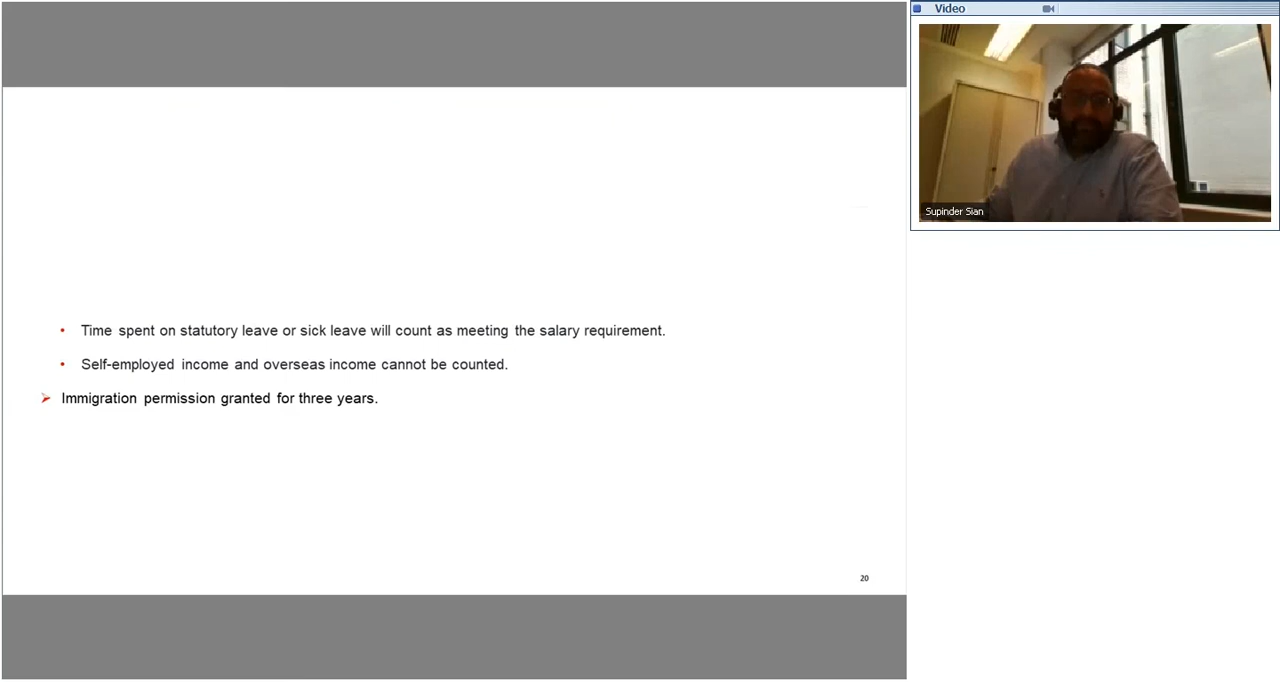 Video
Supinder Sian
• Time spent on statutory leave or sick leave will count as meeting the salary requirement.
• Self-employed income and overseas income cannot be counted.
➢ Immigration permission granted for three years.
20